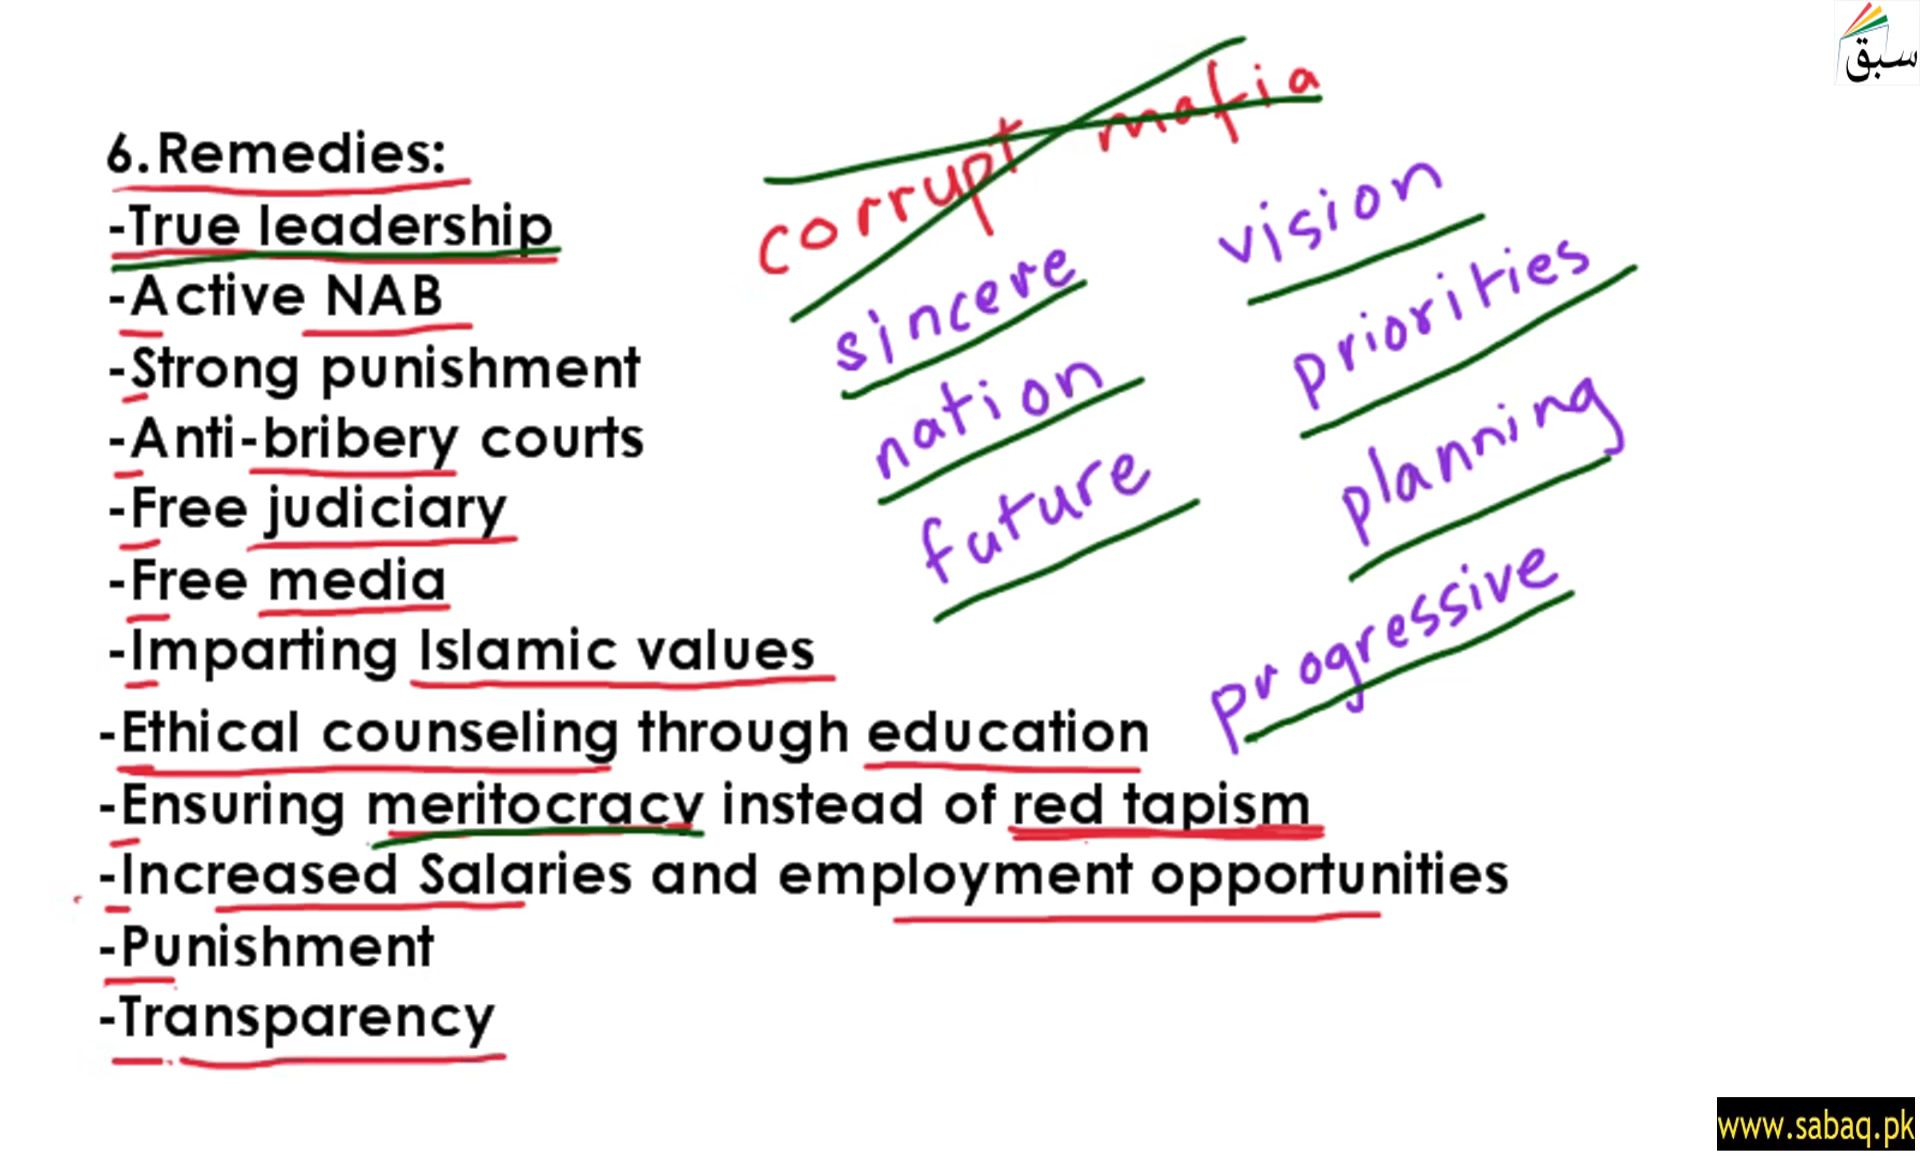 سبق
6.Remedies:
-True leadership
-Active NAB
-Strong punishment
-Anti-bribery courts
-Free judiciary
-Free media
-Imparting Islamic values
-Ethical counseling through education
-Ensuring meritocracy instead of red tapism
-Increased Salaries and employment opportunities
-Punishment
-Transparency
corrupt mafia
sincere
nation
future
vision
priorities
planning
progressive
www.sabaq.pk